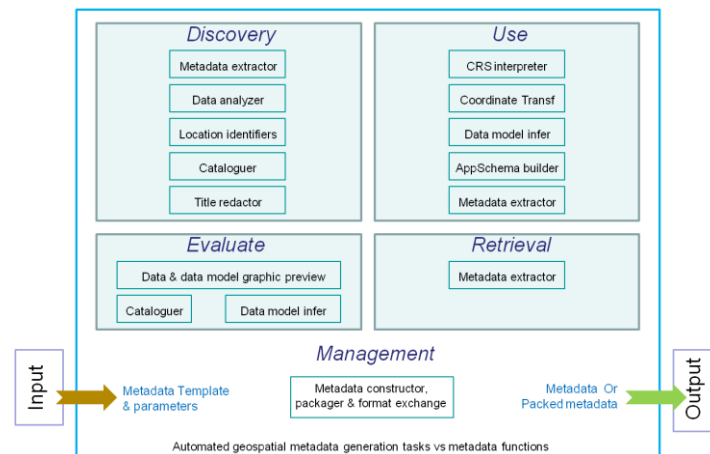 Discovery
Metadata extractor
Data analyzer
Location identifiers
Cataloguer
Title redactor
Use
CRS interpreter
Coordinate Transf
Data model infer
AppSchema builder
Metadata extractor
Evaluate
Data & data model graphic preview
Cataloguer
Data model infer
Retrieval
Metadata extractor
Management
Input
Metadata Template
& parameters
Metadata constructor,
packager & format exchange
Metadata Or
Packed metadata
Output
Automated geospatial metadata generation tasks vs metadata functions